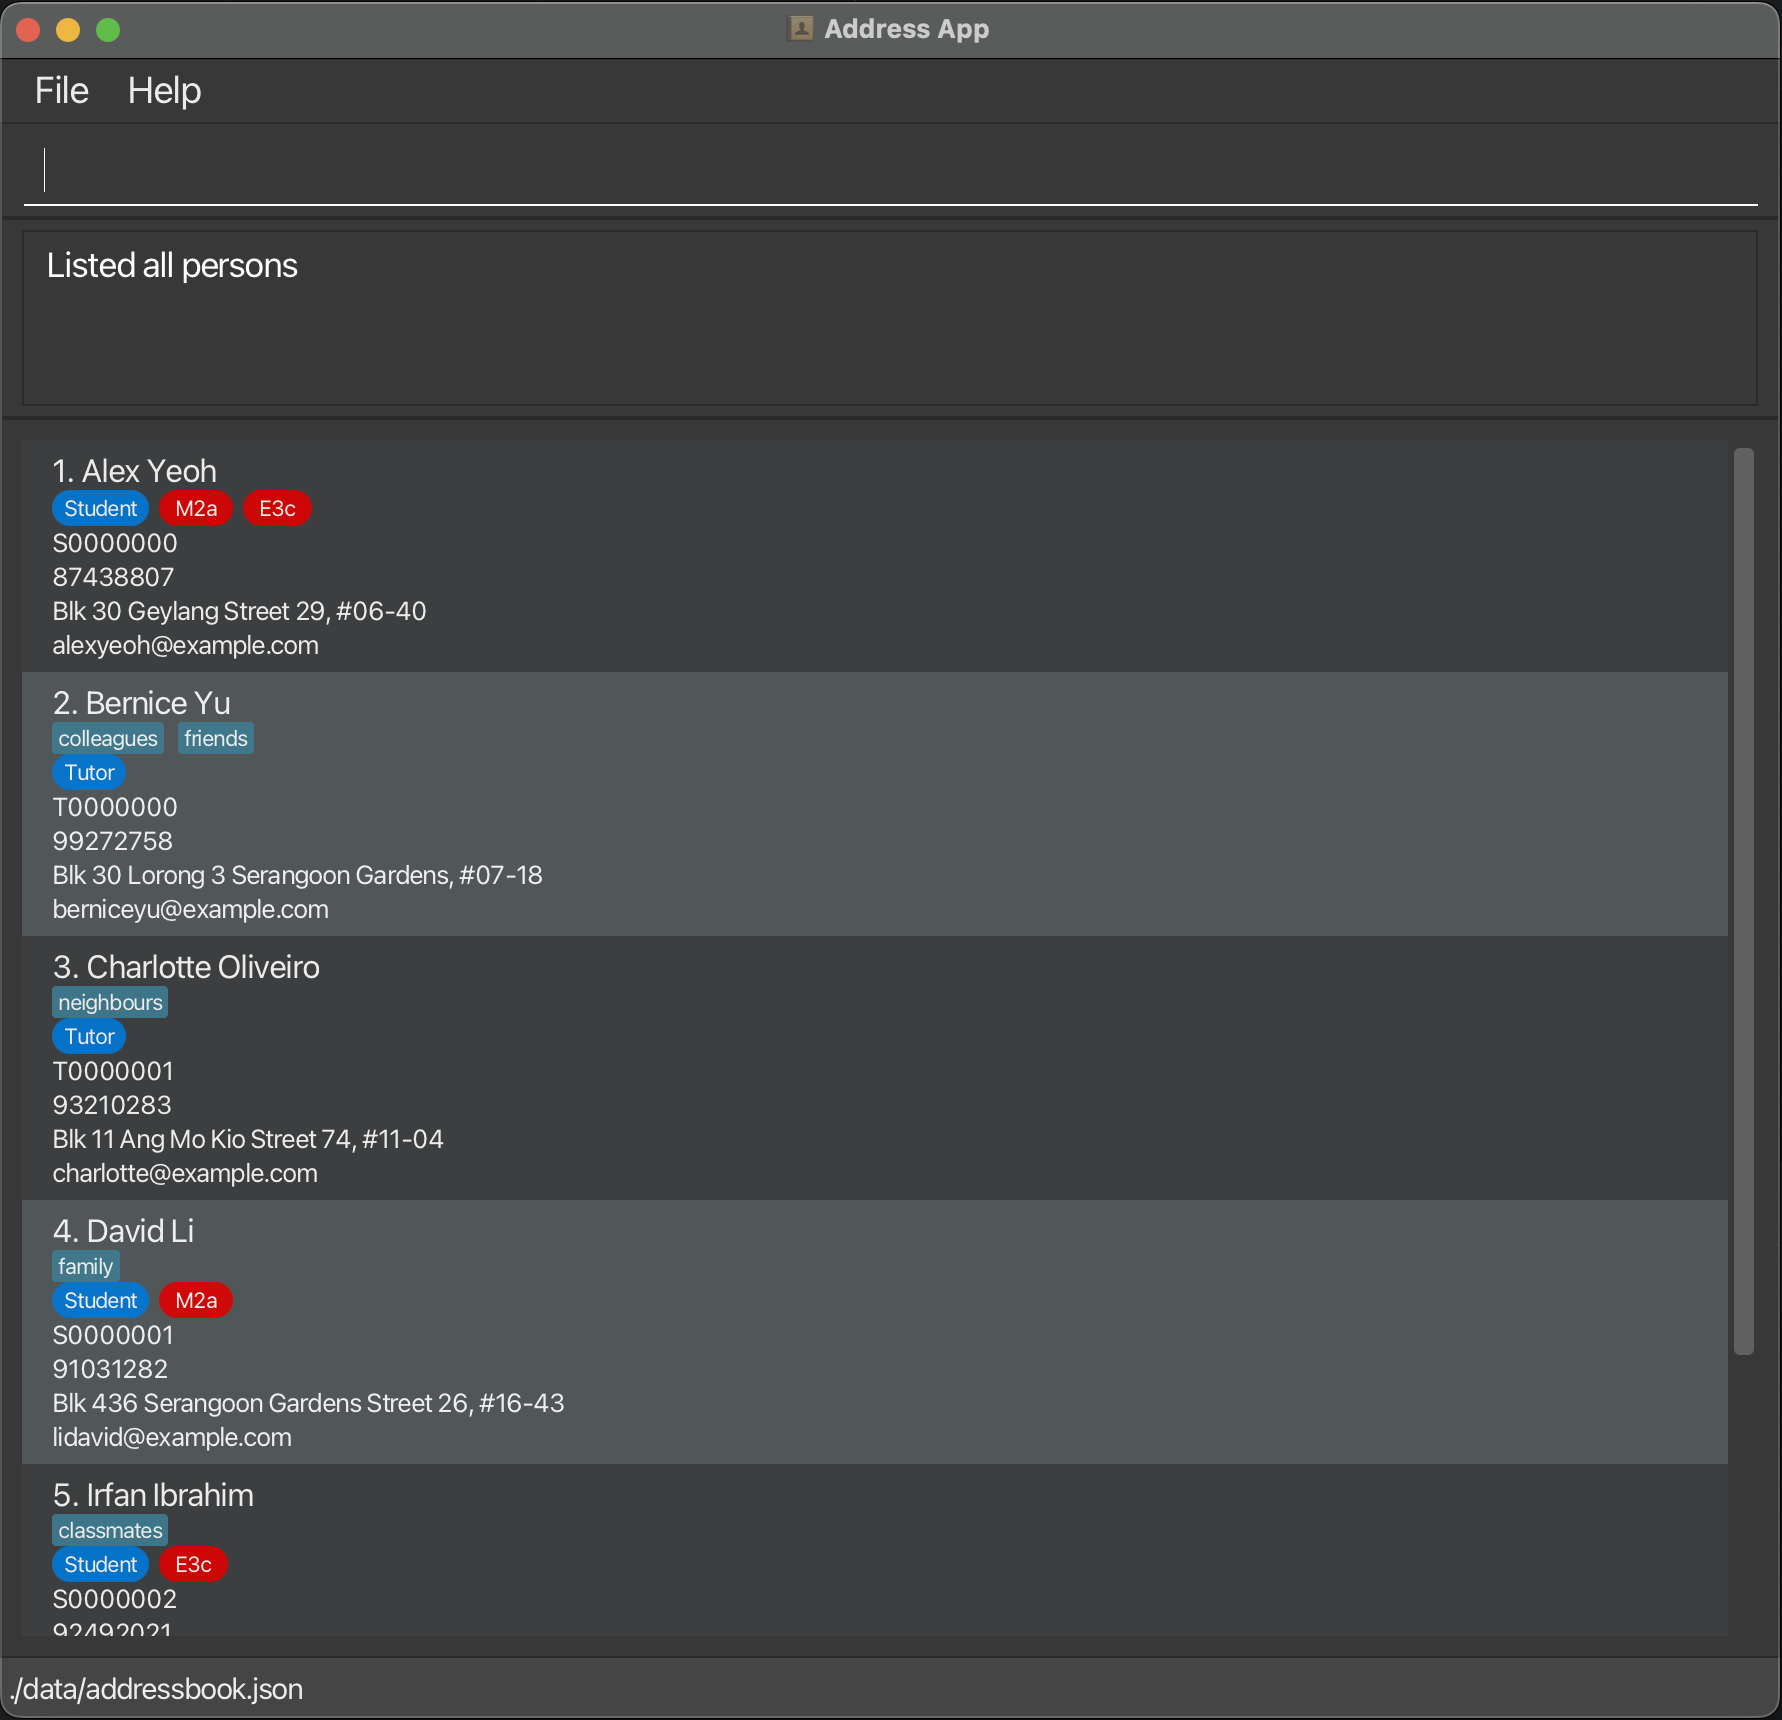 Address App
File Help
Listed all persons
1. Alex Yeoh
Student M2a E3c
S0000000
87438807
Blk 30 Geylang Street 29, #06-40
alexyeoh@example.com
2. Bernice Yu
colleagues friends
Tutor
T0000000
99272758
Blk 30 Lorong 3 Serangoon Gardens, #07-18
berniceyu@example.com
3. Charlotte Oliveiro
neighbours
Tutor
T0000001
93210283
Blk 11 Ang Mo Kio Street 74, #11-04
charlotte@example.com
4. David Li
family
Student M2a
S0000001
91031282
Blk 436 Serangoon Gardens Street 26, #16-43
lidavid@example.com
5. Irfan Ibrahim
classmates
Student E3c
S0000002
92492021
./data/addressbook.json